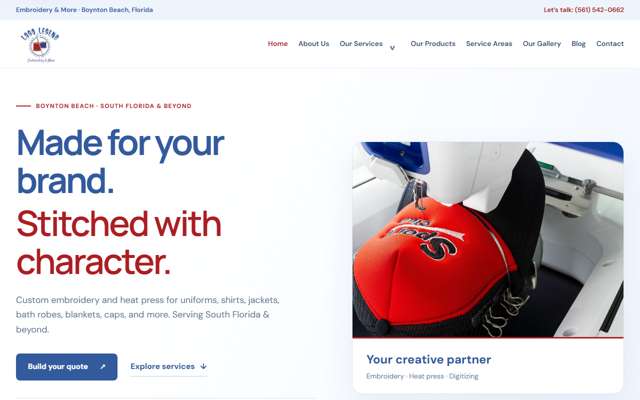 Embroidery & More · Boynton Beach, Florida
Let's talk: (561) 542-0662
Home
About Us
Our Services
Our Products
Service Areas
Our Gallery
Blog
Contact
BOYNTON BEACH · SOUTH FLORIDA & BEYOND
Made for your
brand.
Stitched with
character.
Custom embroidery and heat press for uniforms, shirts, jackets,
bath robes, blankets, caps, and more. Serving South Florida &
beyond.
Build your quote ↗
Explore services ↓
Your creative partner
Embroidery · Heat press · Digitizing